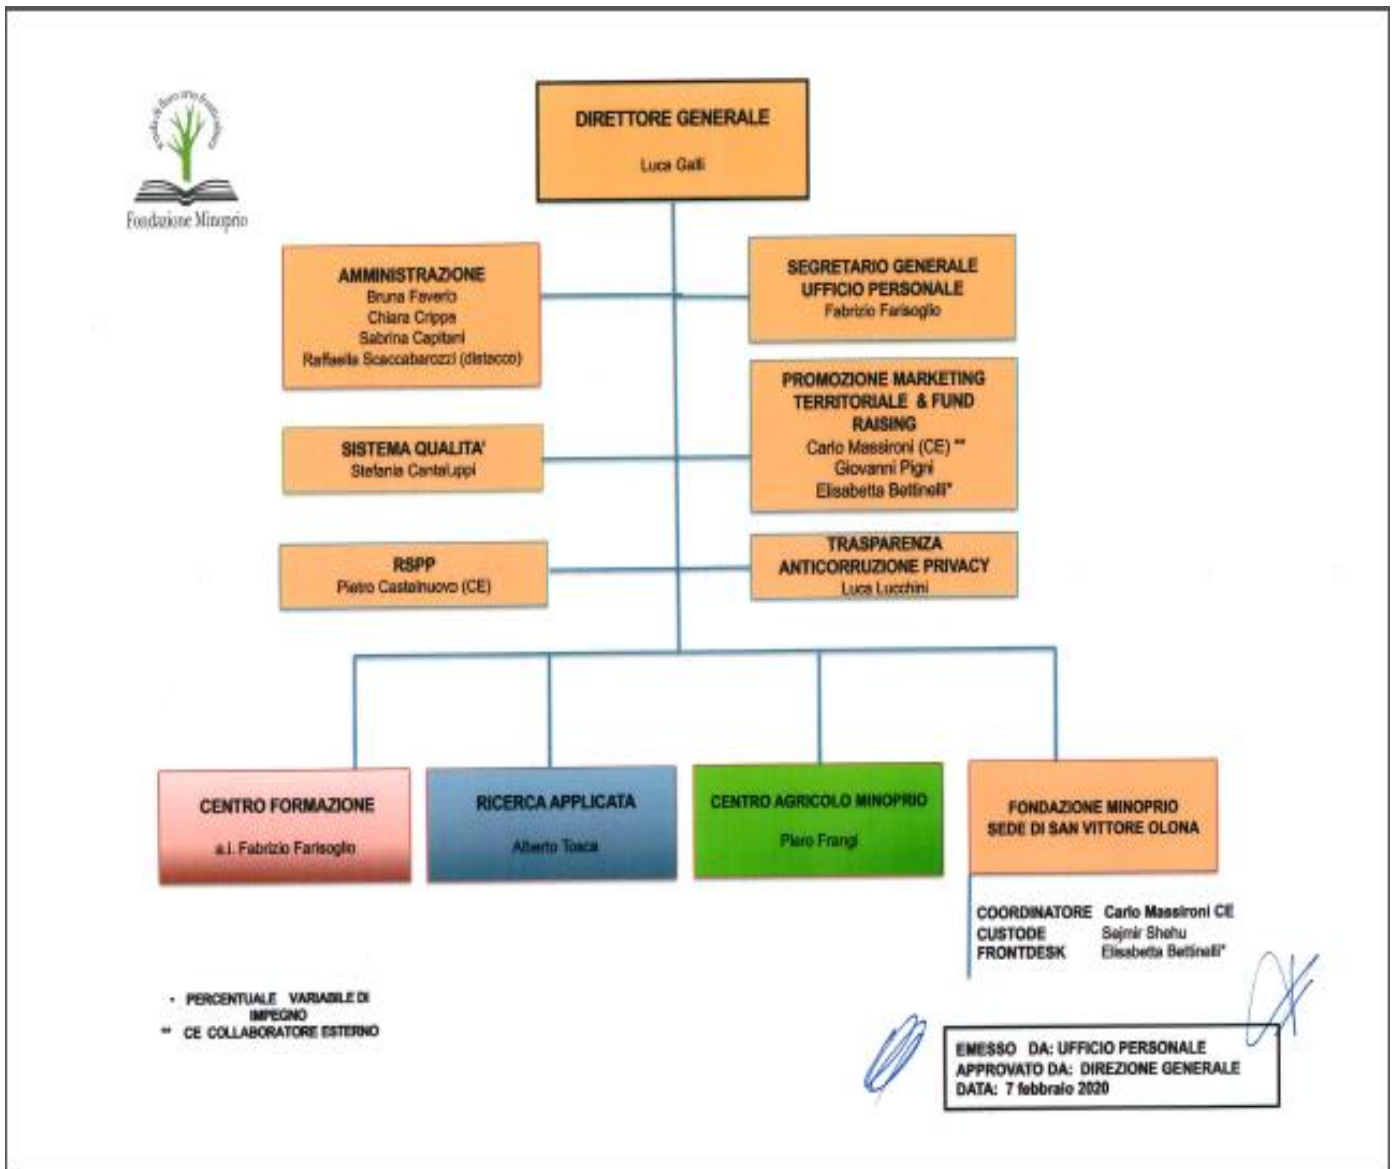 scuola di floro orto frutticoltura
Fondazione Minoprio
DIRETTORE GENERALE
Luca Galli
AMMINISTRAZIONE
Bruna Faverio
Chiara Crippa
Sabrina Capitani
Raffaella Scaccabarozzi (distacco)
SEGRETARIO GENERALE
UFFICIO PERSONALE
Fabrizio Farisoglio
SISTEMA QUALITA'
Stefania Cantaluppi
PROMOZIONE MARKETING
TERRITORIALE & FUND
RAISING
Carlo Massironi (CE) **
Giovanni Pigni
Elisabetta Bettinelli*
RSPP
Pietro Castelnuovo (CE)
TRASPARENZA
ANTICORRUZIONE PRIVACY
Luca Lucchini
CENTRO FORMAZIONE
a.i. Fabrizio Farisoglio
RICERCA APPLICATA
Alberto Tosca
CENTRO AGRICOLO MINOPRIO
Piero Frangi
FONDAZIONE MINOPRIO
SEDE DI SAN VITTORE OLONA
COORDINATORE Carlo Massironi CE
CUSTODE Sejmir Shehu
FRONTDESK Elisabetta Bettinelli*
* PERCENTUALE VARIABILE DI
IMPEGNO
** CE COLLABORATORE ESTERNO
EMESSO DA: UFFICIO PERSONALE
APPROVATO DA: DIREZIONE GENERALE
DATA: 7 febbraio 2020